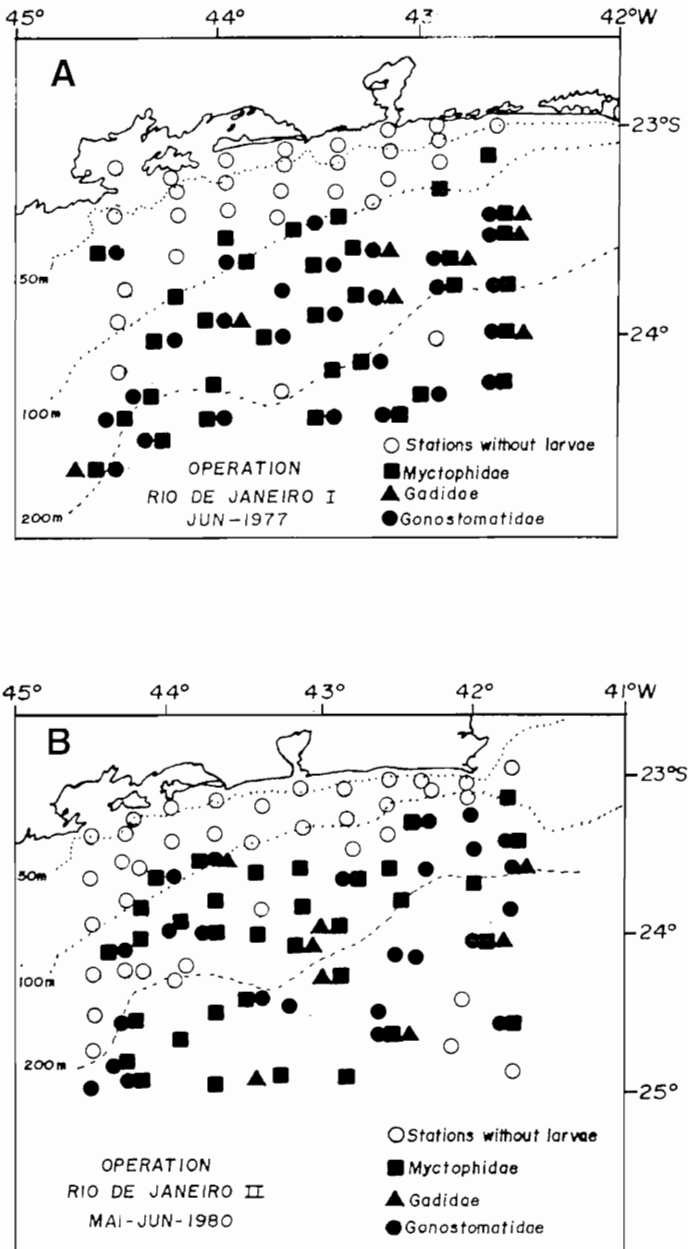 45° 44° 43° 42°W
A
23°S
50m
24°
100m
200m
OPERATION
RIO DE JANEIRO I
JUN-1977
Stations without larvae
Myctophidae
Gadidae
Gonostomatidae
45° 44° 43° 42° 41°W
B
23°S
50m
24°
100m
200m
25°
OPERATION
RIO DE JANEIRO II
MAI-JUN-1980
Stations without larvae
Myctophidae
Gadidae
Gonostomatidae